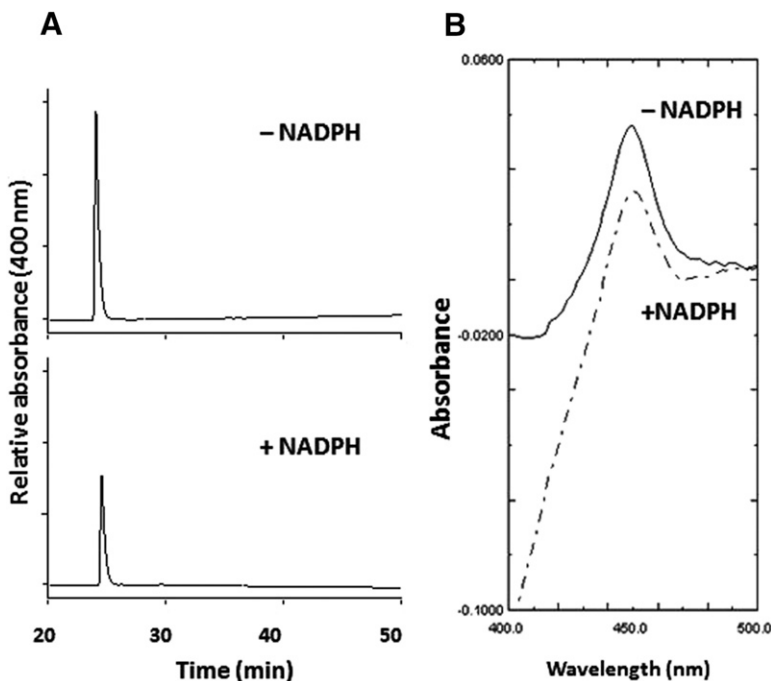 A
B
Relative absorbance (400 nm)
– NADPH
+ NADPH
20 30 40 50
Time (min)
Absorbance
0.0600
-0.0200
-0.1000
– NADPH
+NADPH
400.0 450.0 500.0
Wavelength (nm)